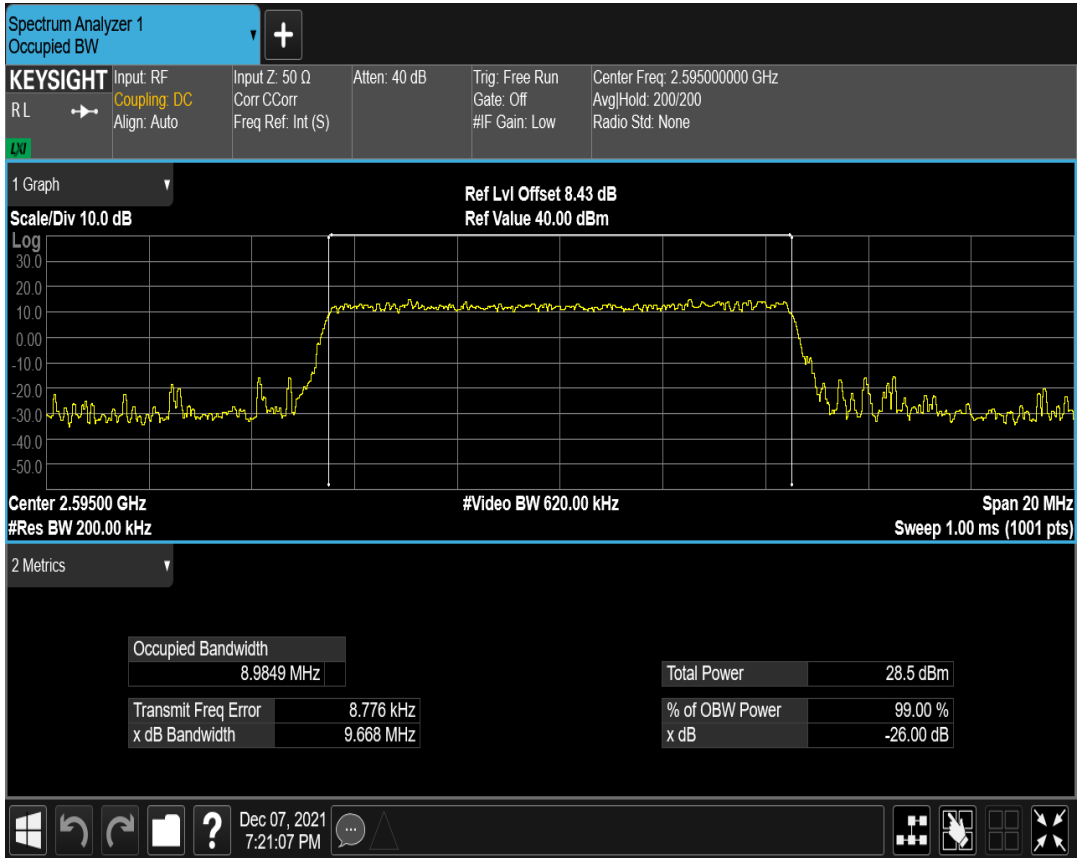 Spectrum Analyzer 1
Occupied BW
KEYSIGHT
R L
LXI
Input: RF
Coupling: DC
Align: Auto
Input Z: 50 Ω
Corr CCorr
Freq Ref: Int (S)
Atten: 40 dB
Trig: Free Run
Gate: Off
#IF Gain: Low
Center Freq: 2.595000000 GHz
Avg|Hold: 200/200
Radio Std: None
1 Graph
Scale/Div 10.0 dB
Ref Lvl Offset 8.43 dB
Ref Value 40.00 dBm
Log
30.0
20.0
10.0
0.00
-10.0
-20.0
-30.0
-40.0
-50.0
Center 2.59500 GHz
#Video BW 620.00 kHz
Span 20 MHz
#Res BW 200.00 kHz
Sweep 1.00 ms (1001 pts)
2 Metrics
Occupied Bandwidth
8.9849 MHz
Total Power 28.5 dBm
Transmit Freq Error 8.776 kHz
% of OBW Power 99.00 %
x dB Bandwidth 9.668 MHz
x dB -26.00 dB
?
Dec 07, 2021
7:21:07 PM